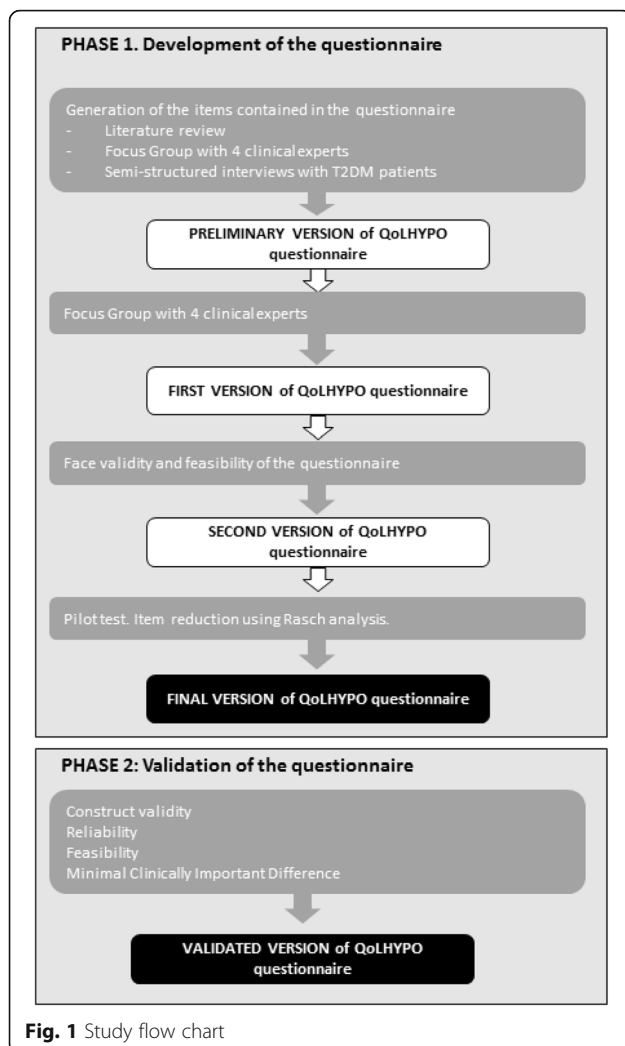 PHASE 1. Development of the questionnaire
Generation of the items contained in the questionnaire
- Literature review
- Focus Group with 4 clinical experts
- Semi-structured interviews with T2DM patients
PRELIMINARY VERSION of QoLHYPO
questionnaire
Focus Group with 4 clinical experts
FIRST VERSION of QoLHYPO questionnaire
Face validity and feasibility of the questionnaire
SECOND VERSION of QoLHYPO
questionnaire
Pilot test. Item reduction using Rasch analysis.
FINAL VERSION of QoLHYPO questionnaire
PHASE 2: Validation of the questionnaire
Construct validity
Reliability
Feasibility
Minimal Clinically Important Difference
VALIDATED VERSION of QoLHYPO
questionnaire
Fig. 1 Study flow chart